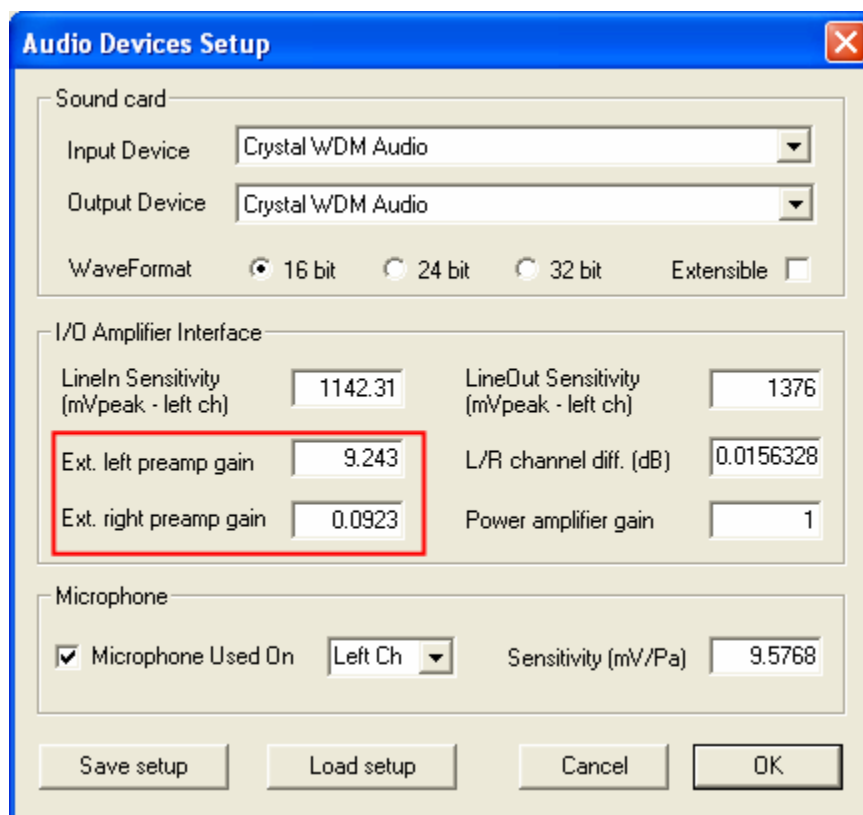 Audio Devices Setup
Sound card
Input Device Crystal WDM Audio
Output Device Crystal WDM Audio
WaveFormat 16 bit 24 bit 32 bit Extensible
I/O Amplifier Interface
LineIn Sensitivity
(mVpeak - left ch) 1142.31
LineOut Sensitivity
(mVpeak - left ch) 1376
Ext. left preamp gain 9.243
L/R channel diff. (dB) 0.0156328
Ext. right preamp gain 0.0923
Power amplifier gain 1
Microphone
Microphone Used On Left Ch Sensitivity (mV/Pa) 9.5768
Save setup Load setup Cancel OK